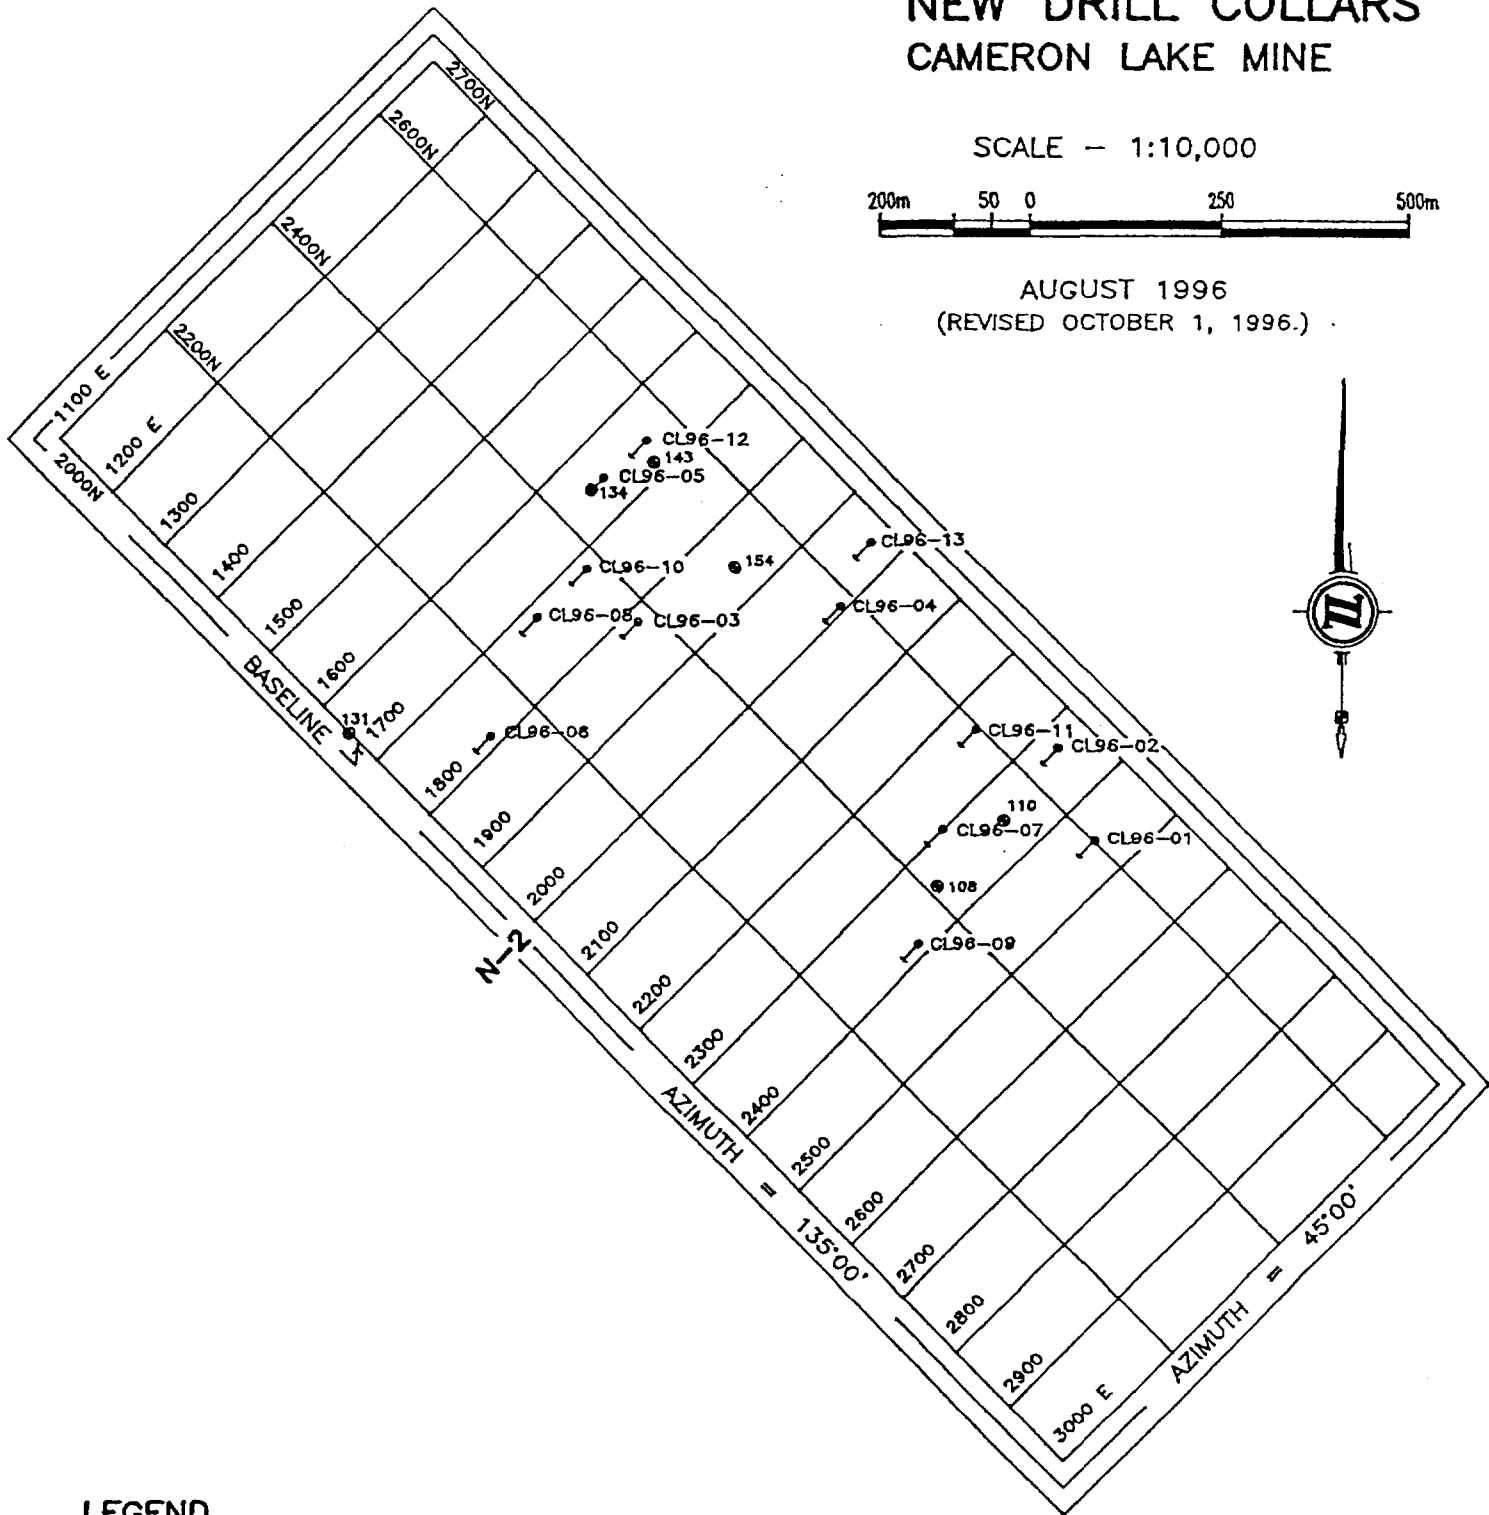 NEW DRILL COLLARS
CAMERON LAKE MINE
SCALE – 1:10,000
200m 50 0 250 500m
AUGUST 1996
(REVISED OCTOBER 1, 1996.)
2700N
2600N
2400N
2200N
2000N
1100 E
1200 E
1300
1400
1500
1600
1700
1800
1900
2000
2100
2200
2300
2400
2500
2600
2700
2800
2900
3000 E
BASELINE
N-2
AZIMUTH = 135°00'
AZIMUTH = 45°00'
CL96-12
143
CL96-05
134
CL96-13
154
CL96-10
CL96-04
CL96-08
CL96-03
131
CL96-06
CL96-11
CL96-02
110
CL96-07
CL96-01
108
CL96-09
LEGEND